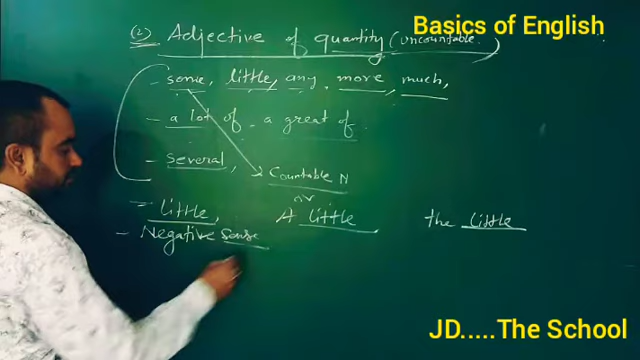 Basics of English
(2) Adjective of quantity (uncountable.)
- some, little, any, more, much,
- a lot of - a great of
- several,
Countable N
or
- little, A little the little
- Negative sense
JD.....The School